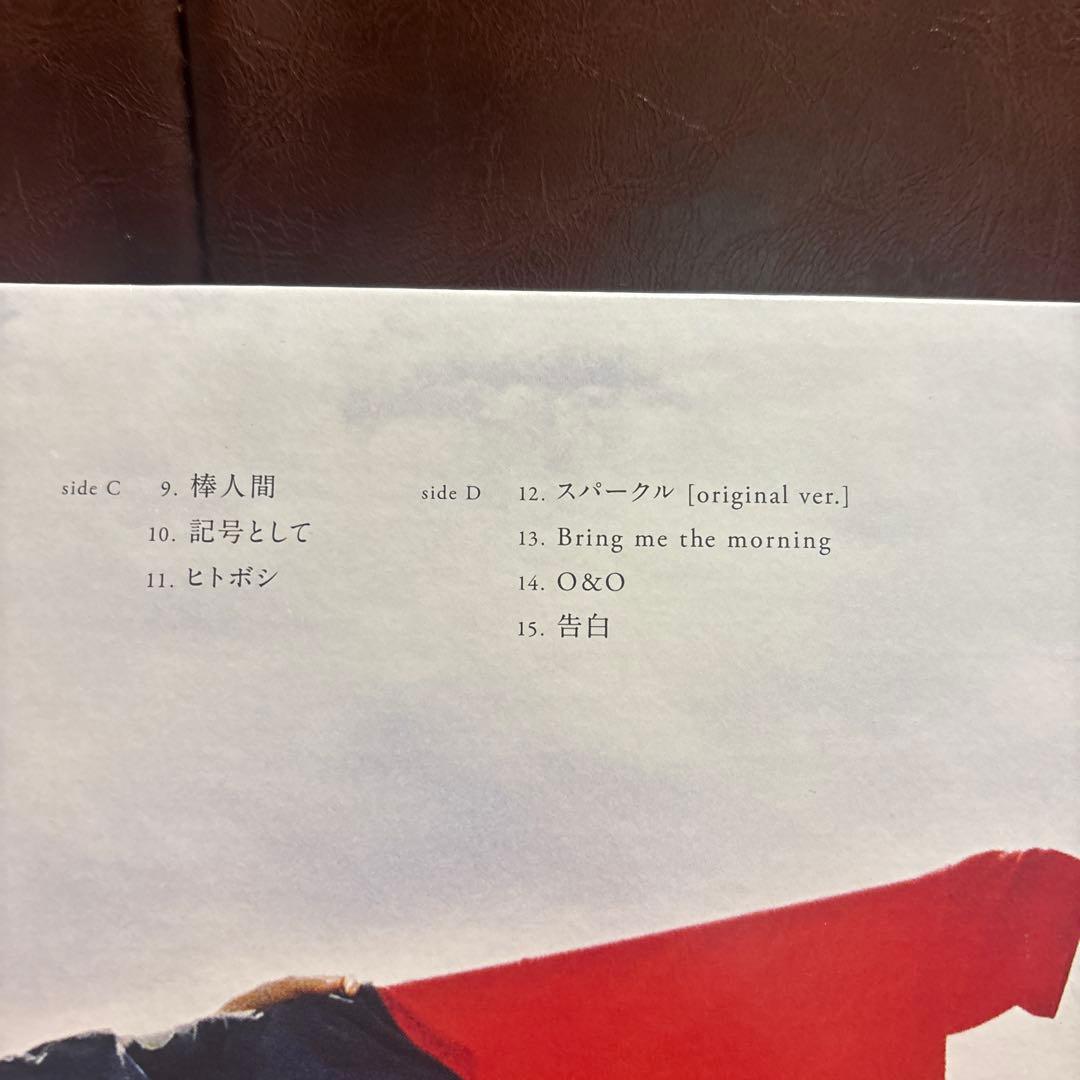 side C 9. 棒人間
10. 記号として
11. ヒトボシ
side D 12. スパークル [original ver.]
13. Bring me the morning
14. O&O
15. 告白